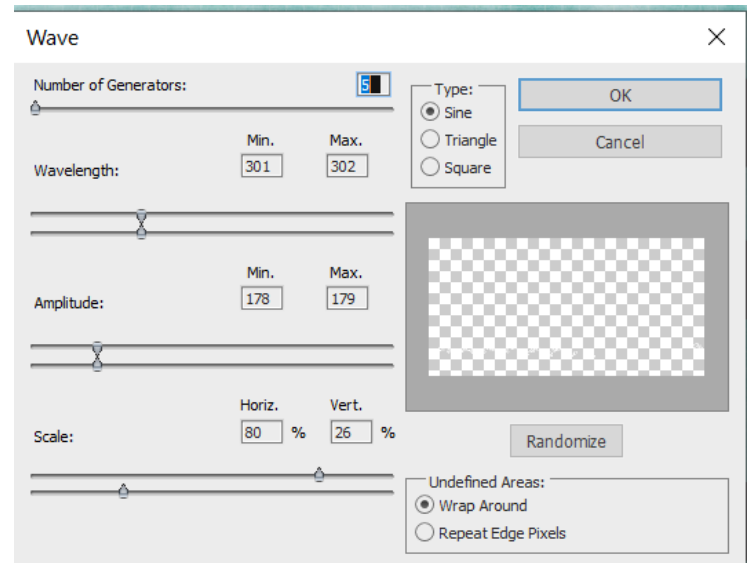 Wave
Number of Generators: 5
Type:
Sine
Triangle
Square
OK
Cancel
Min. Max.
Wavelength: 301 302
Min. Max.
Amplitude: 178 179
Horiz. Vert.
Scale: 80 % 26 %
Randomize
Undefined Areas:
Wrap Around
Repeat Edge Pixels